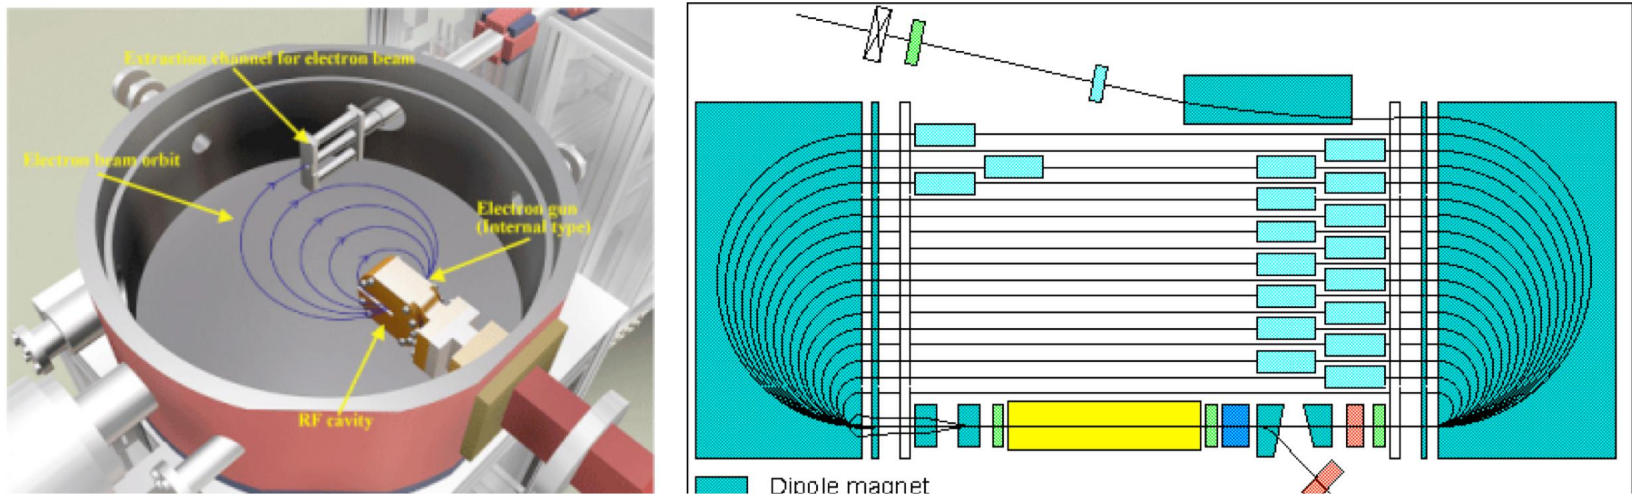 Extraction channel for electron beam
Electron beam orbit
Electron gun
(Internal type)
RF cavity
Dipole magnet